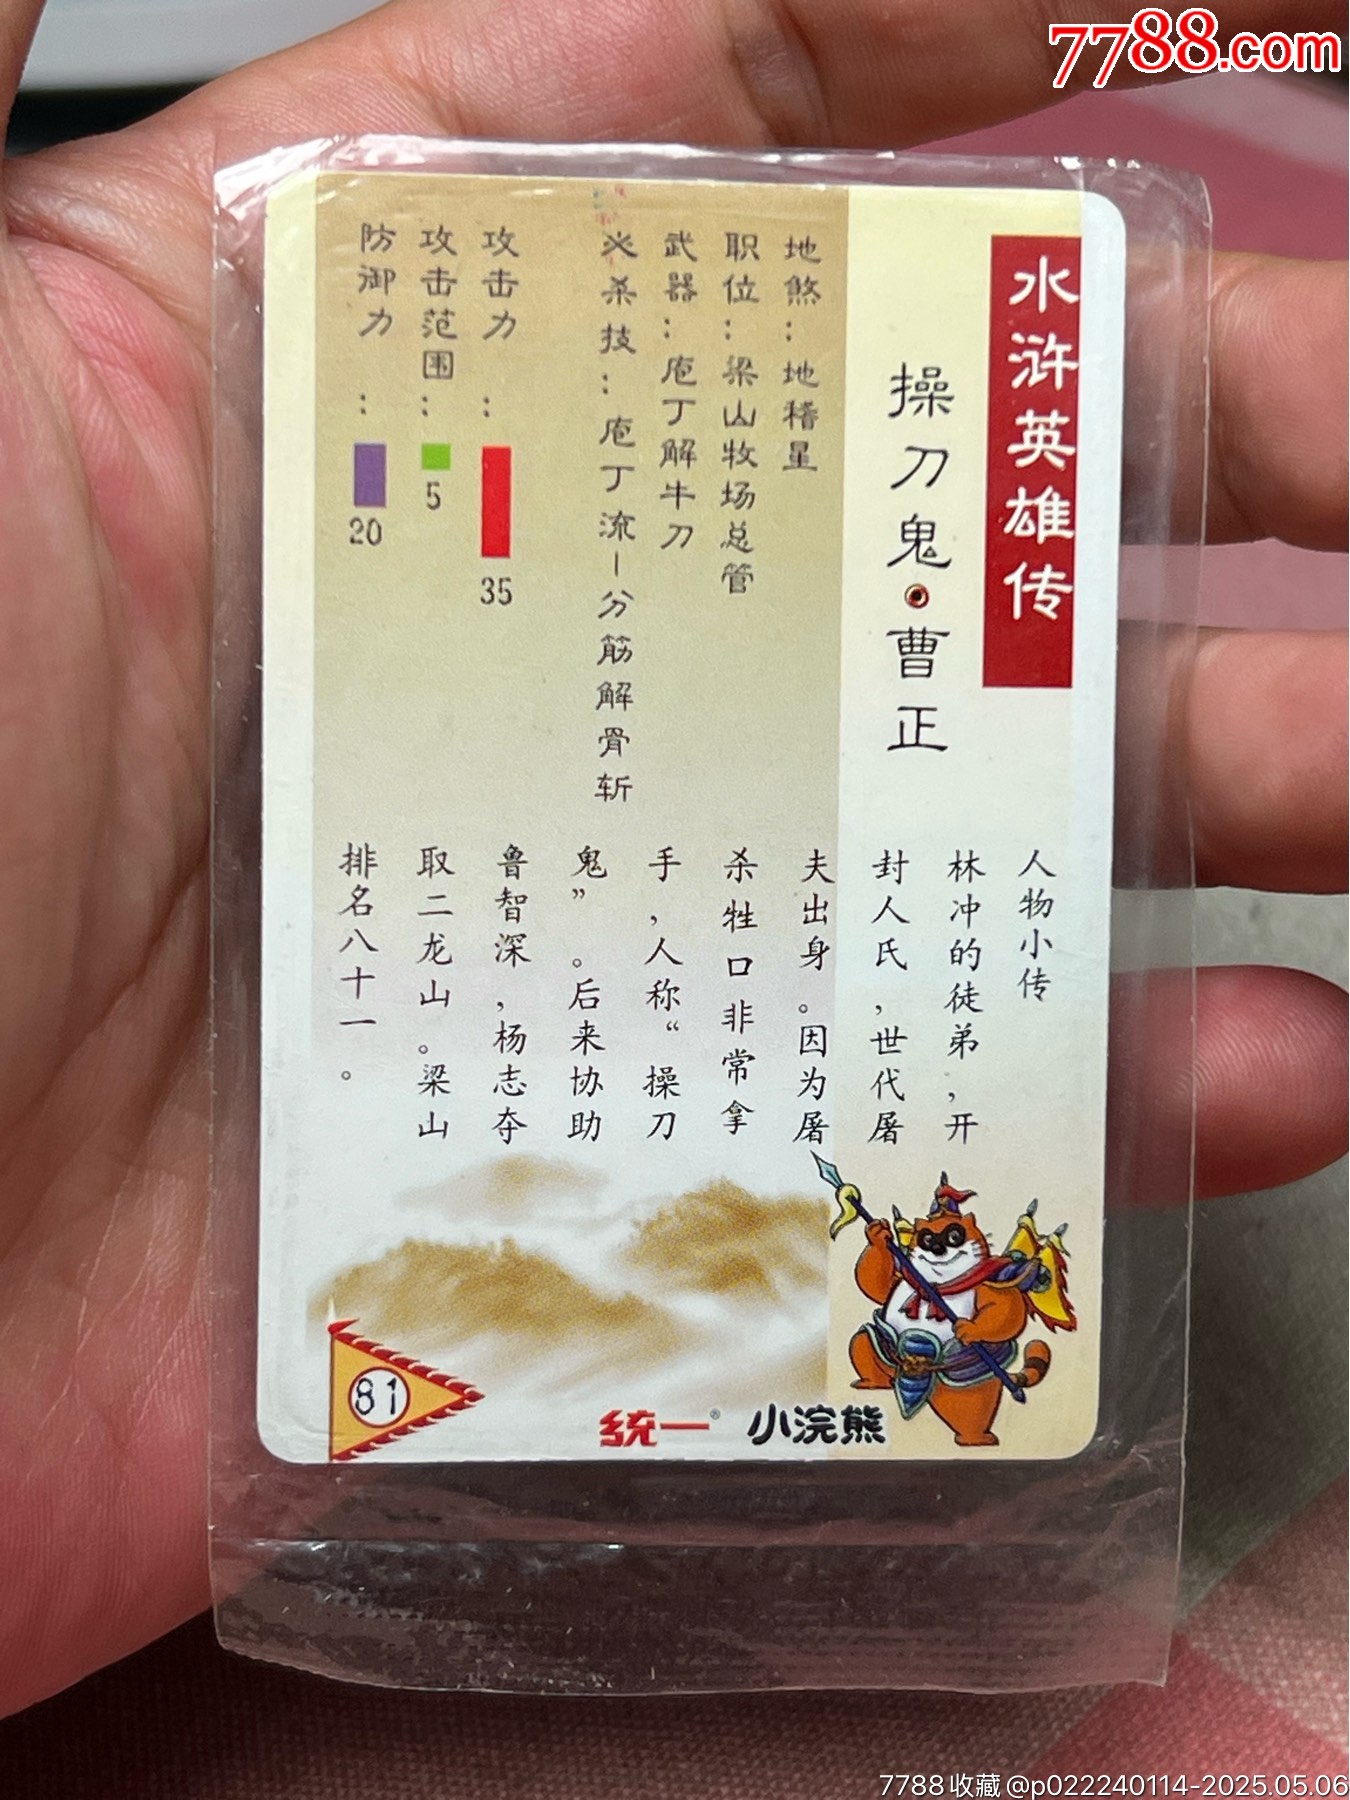 7788.com
水浒英雄传
操刀鬼·曹正
地煞：地稽星
职位：梁山牧场总管
武器：庖丁解牛刀
必杀技：庖丁流—分筋解骨斩
攻击力：35
攻击范围：5
防御力：20
人物小传
林冲的徒弟，开
封人氏，世代屠
夫出身。因为屠
杀牲口非常拿
手，人称“操刀
鬼”。后来协助
鲁智深，杨志夺
取二龙山。梁山
排名八十一。
81
统一® 小浣熊
7788收藏@p022240114-2025.05.06